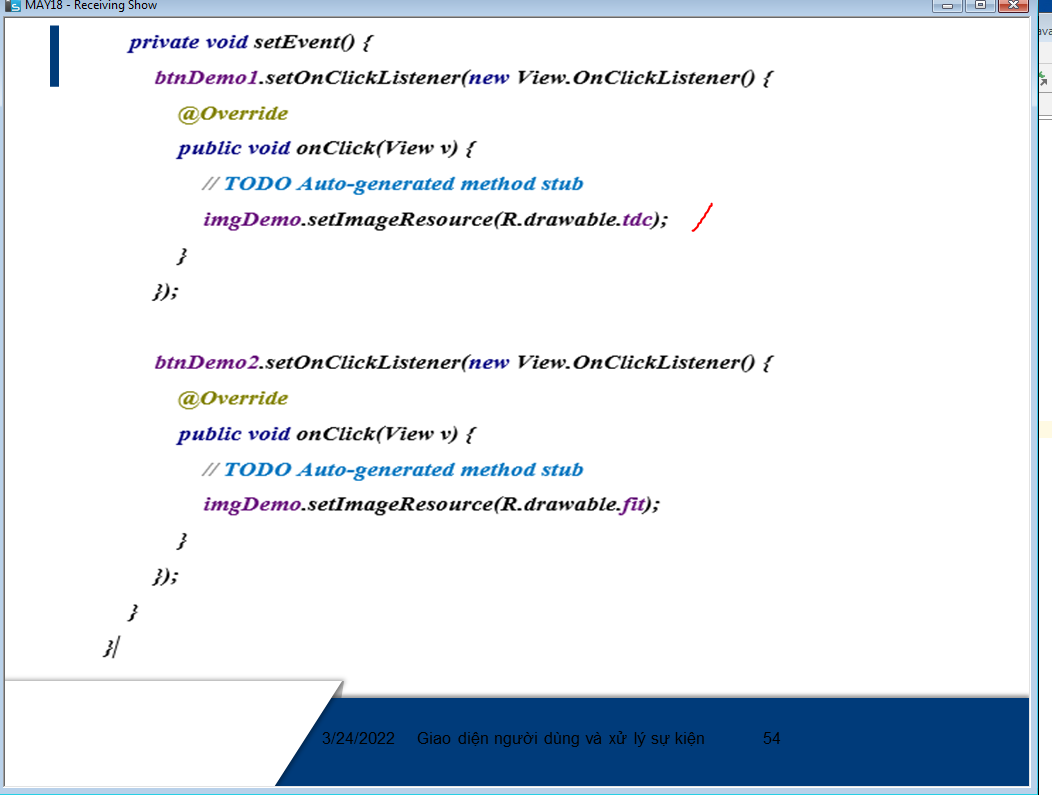 MAY18 - Receiving Show
private void setEvent() {
btnDemo1.setOnClickListener(new View.OnClickListener() {
@Override
public void onClick(View v) {
// TODO Auto-generated method stub
imgDemo.setImageResource(R.drawable.tdc);
}
});
btnDemo2.setOnClickListener(new View.OnClickListener() {
@Override
public void onClick(View v) {
// TODO Auto-generated method stub
imgDemo.setImageResource(R.drawable.fit);
}
});
}
}
3/24/2022 Giao diện người dùng và xử lý sự kiện 54